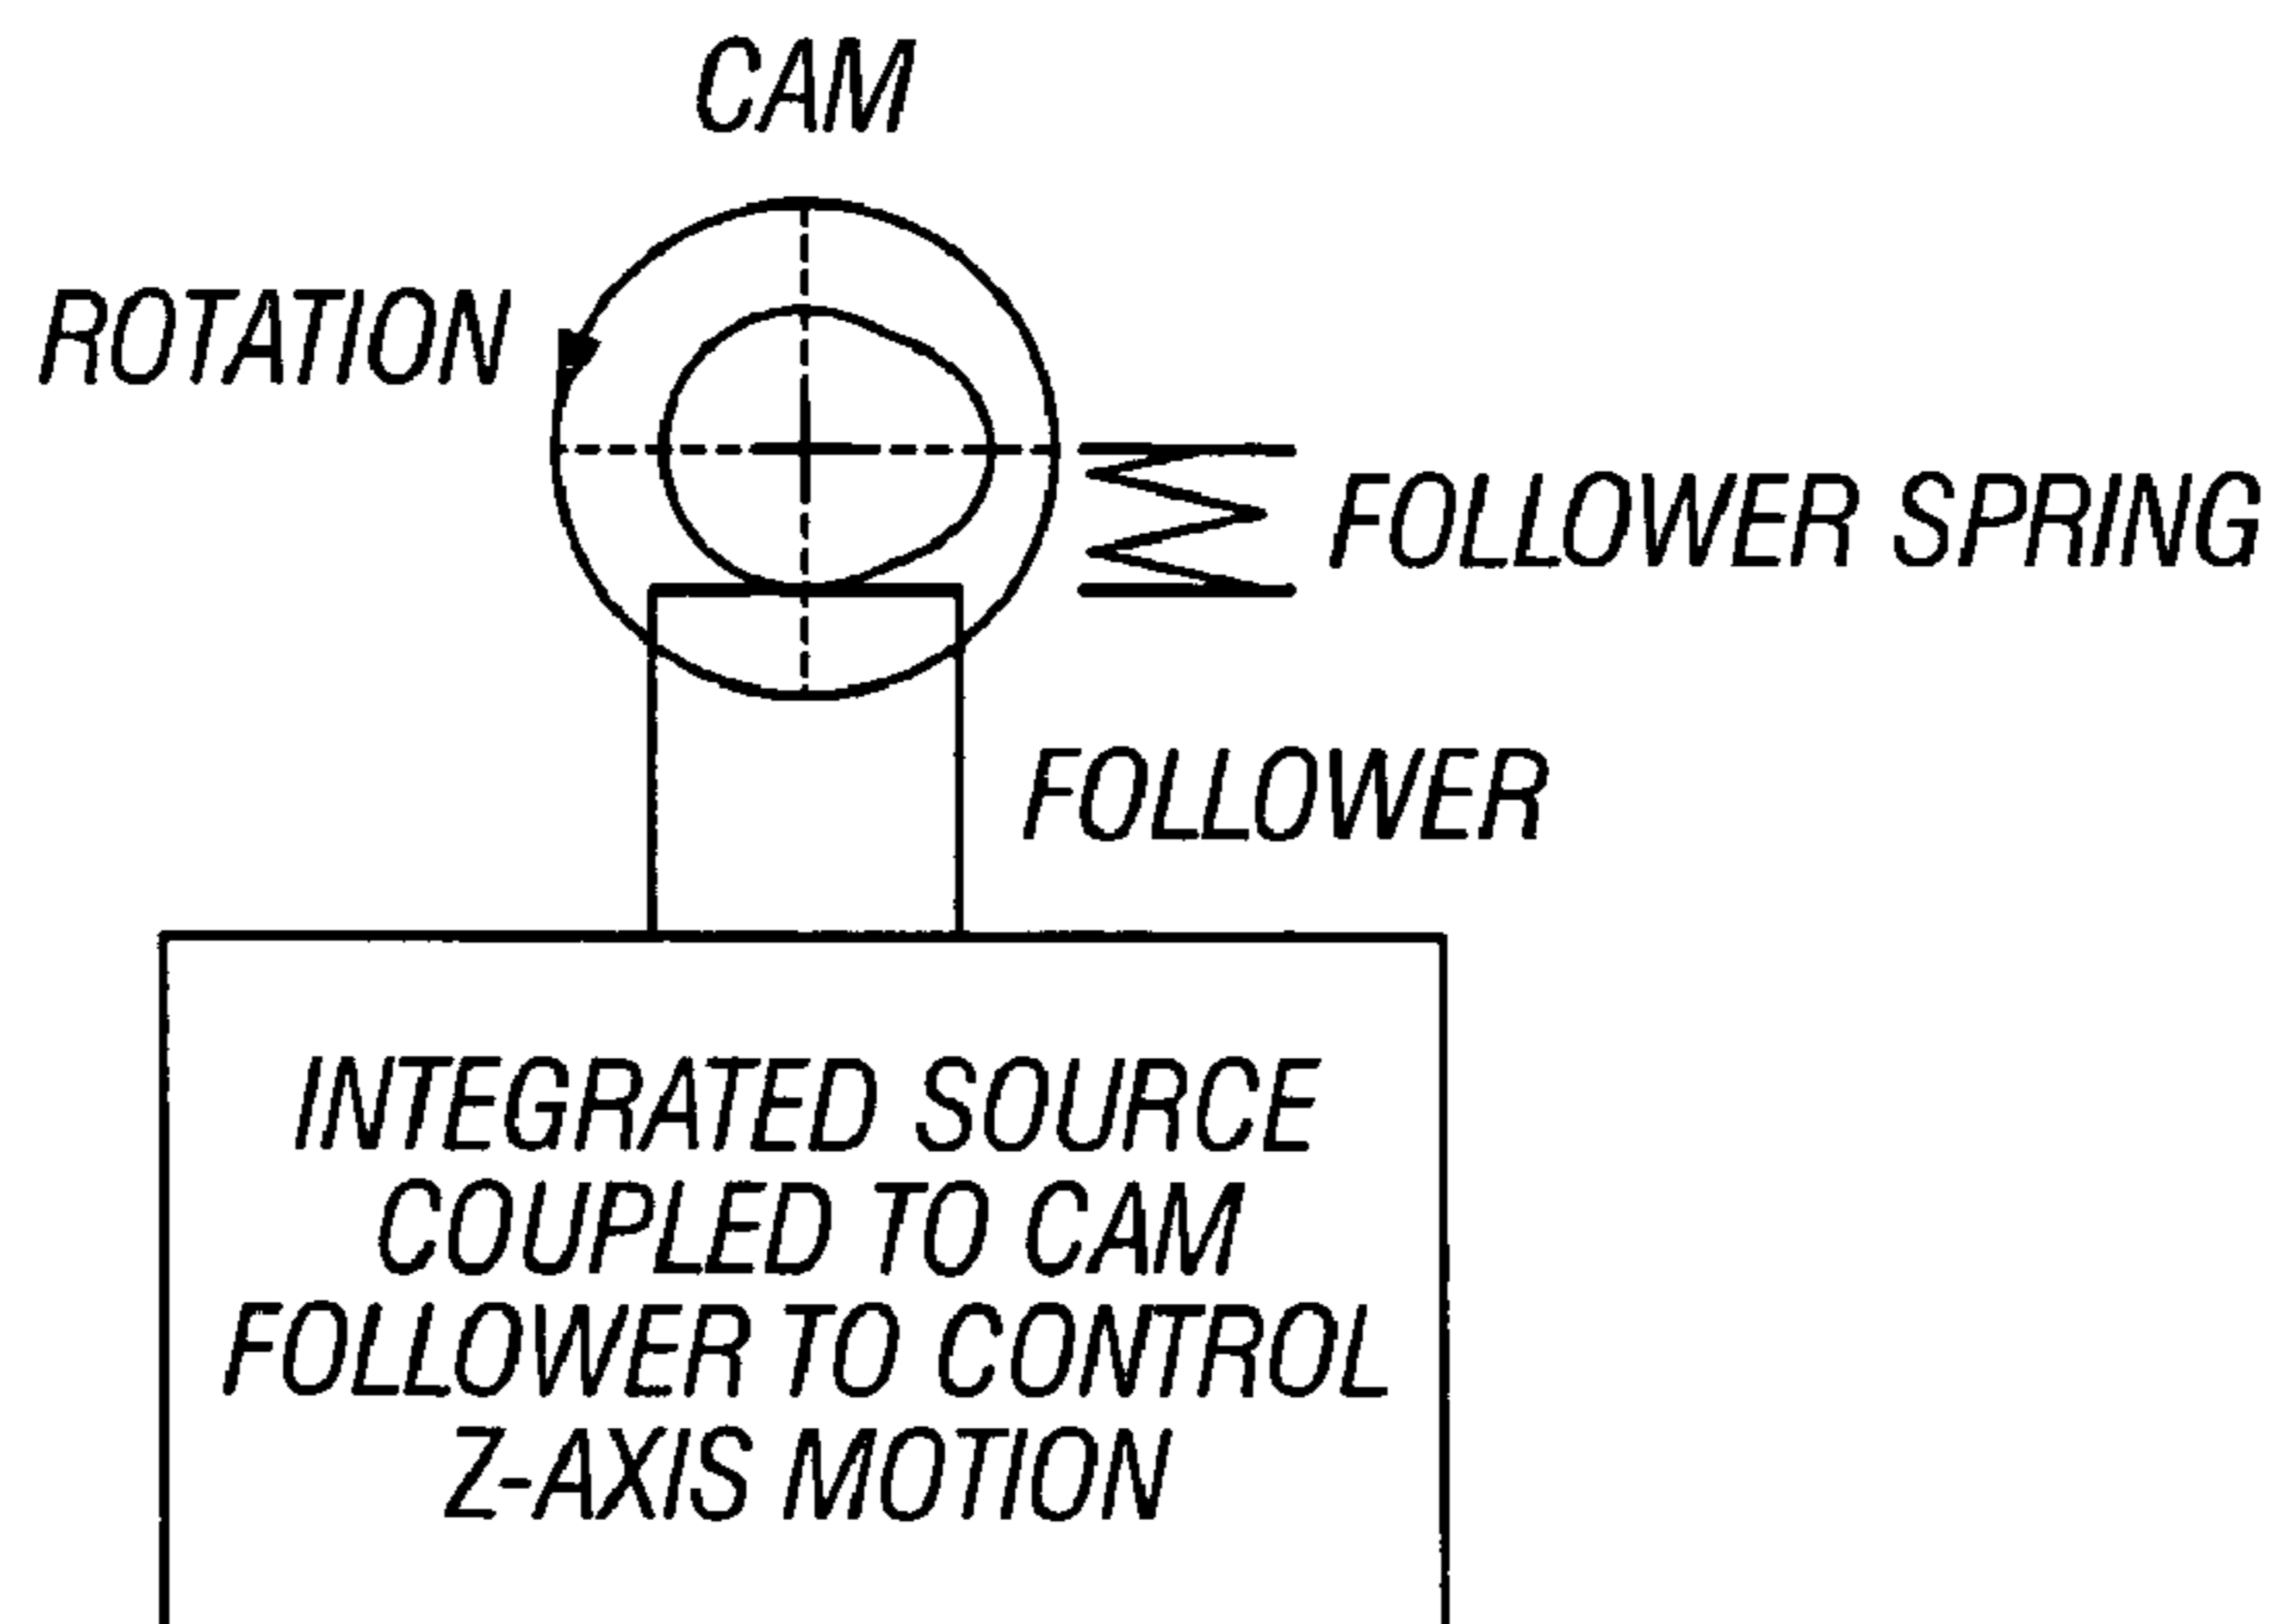 CAM
ROTATION
FOLLOWER SPRING
FOLLOWER
INTEGRATED SOURCE
COUPLED TO CAM
FOLLOWER TO CONTROL
Z-AXIS MOTION